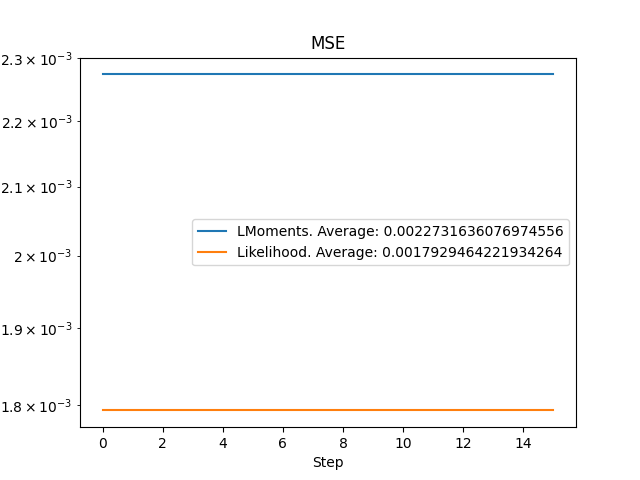 MSE
2.3 × 10⁻³
2.2 × 10⁻³
2.1 × 10⁻³
2 × 10⁻³
1.9 × 10⁻³
1.8 × 10⁻³
LMoments. Average: 0.0022731636076974556
Likelihood. Average: 0.0017929464221934264
0 2 4 6 8 10 12 14
Step